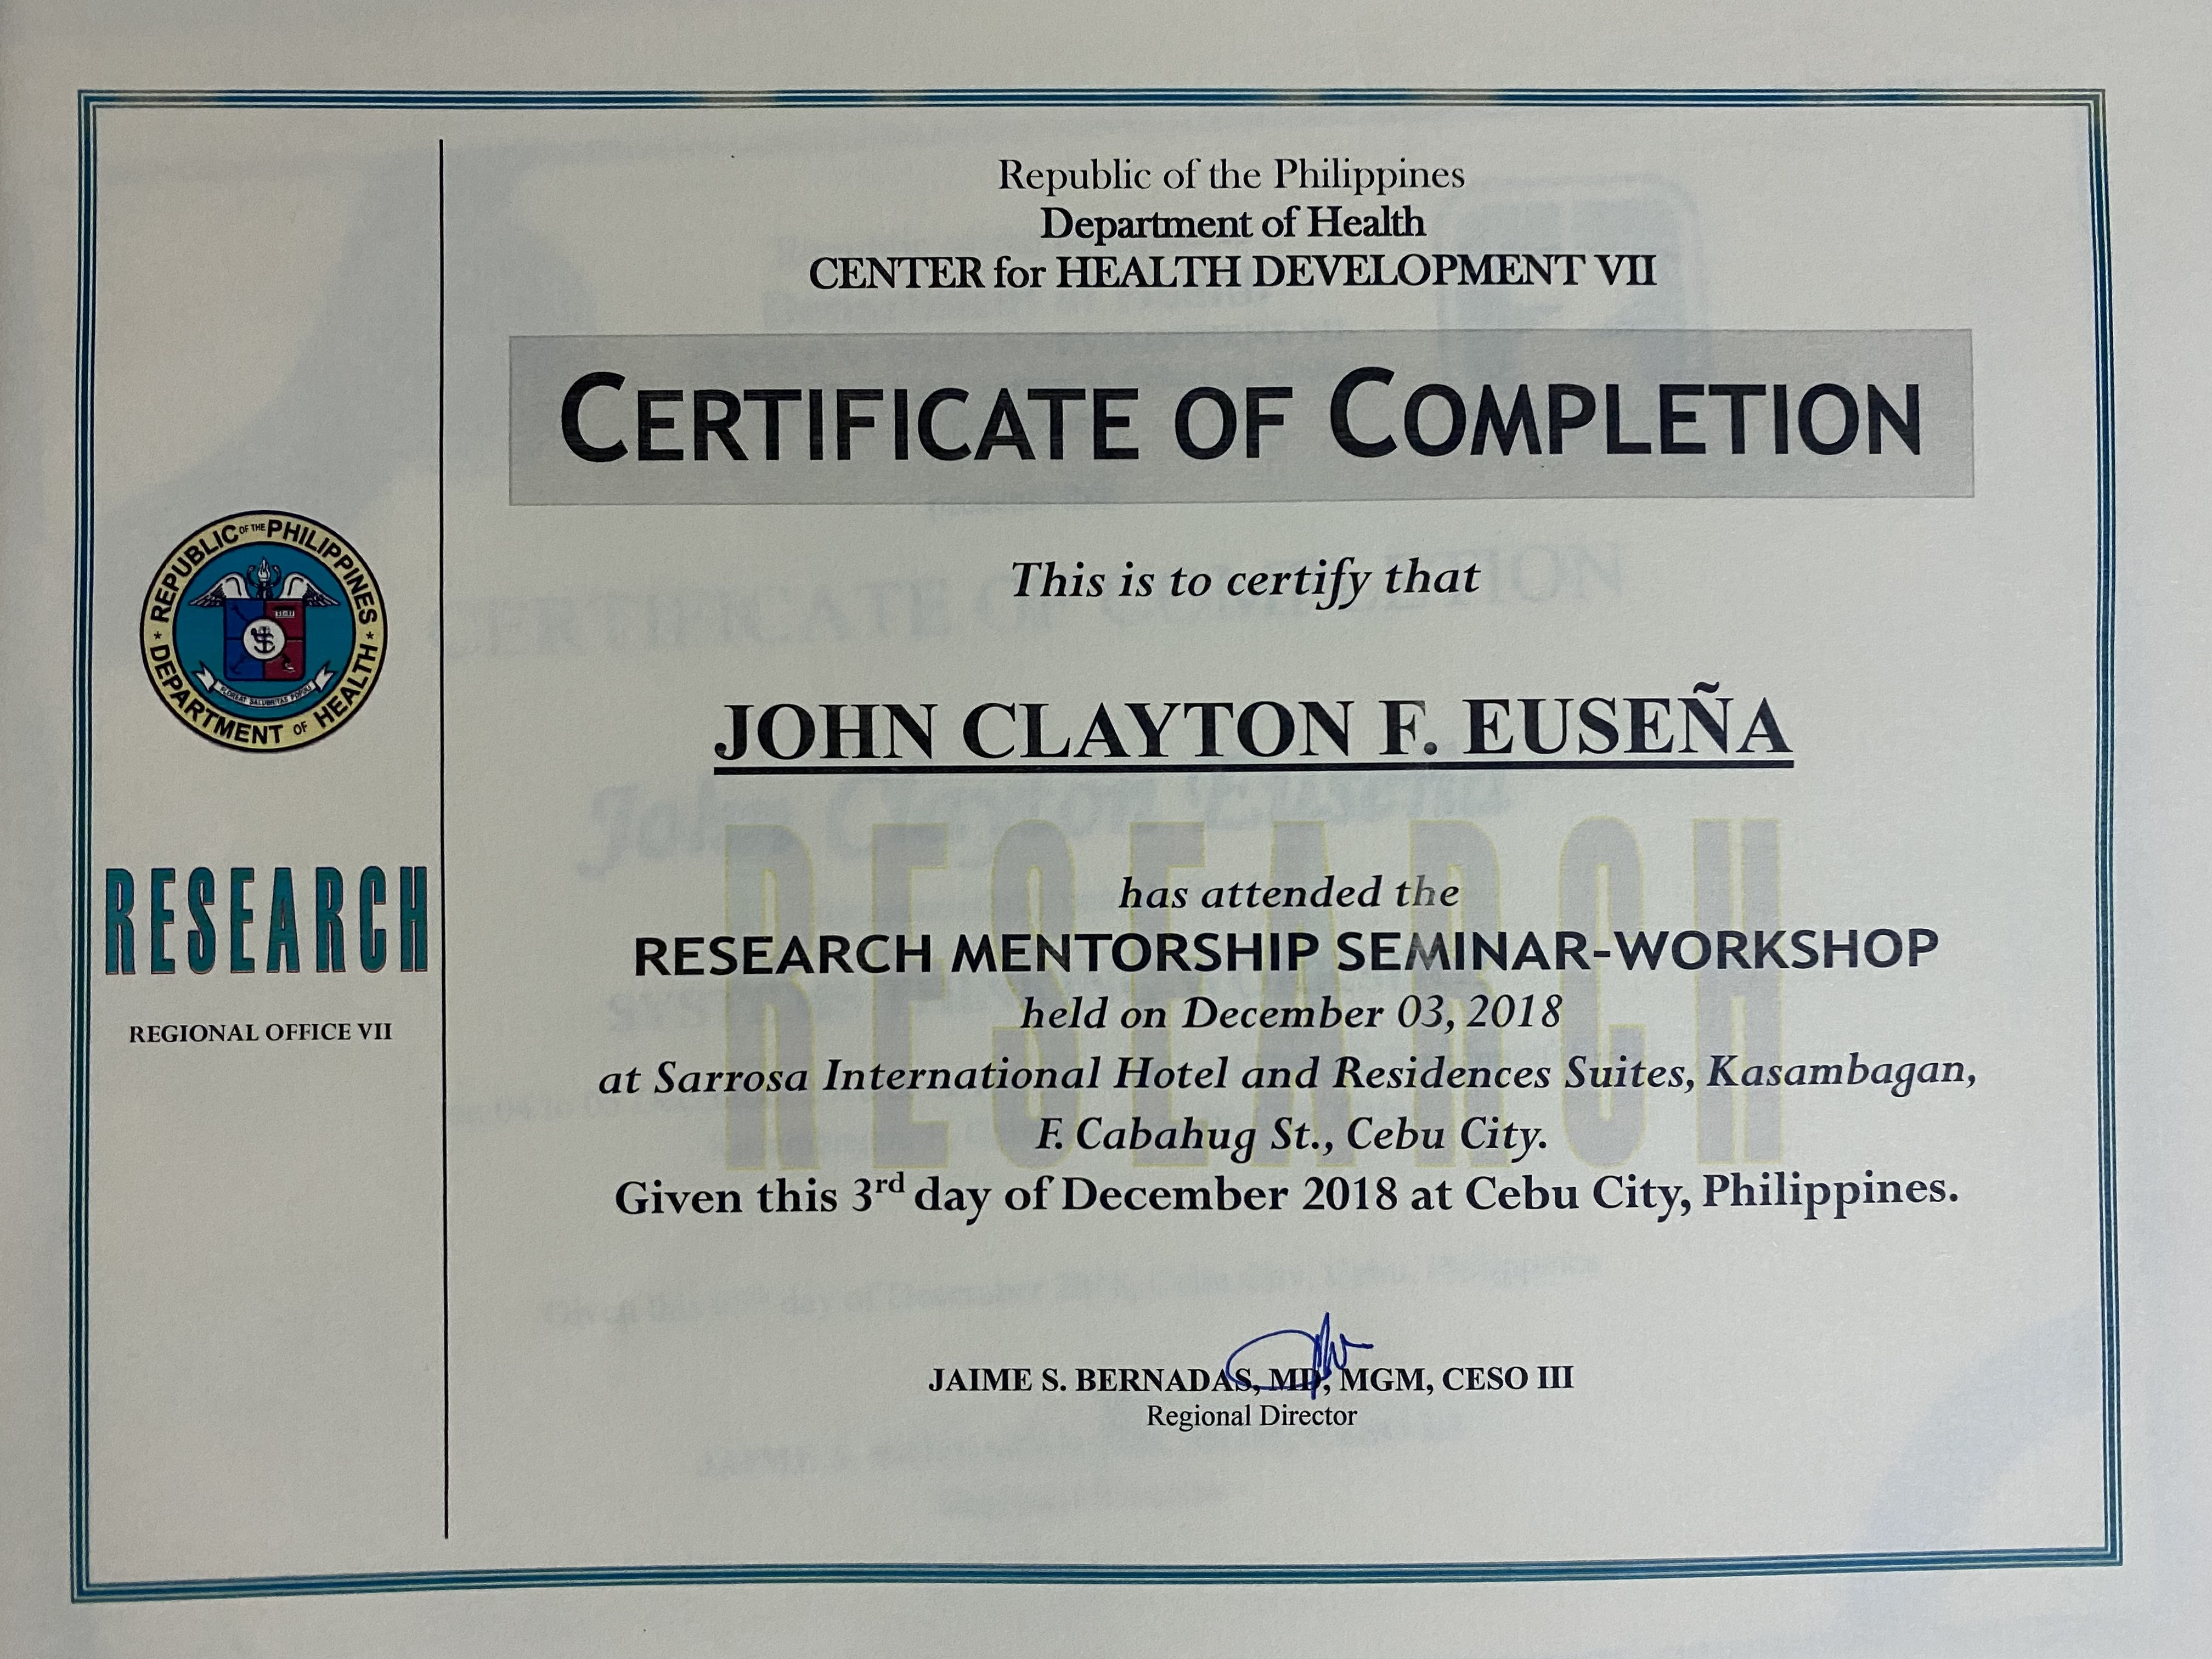 Republic of the Philippines
Department of Health
CENTER for HEALTH DEVELOPMENT VII
CERTIFICATE OF COMPLETION
This is to certify that
JOHN CLAYTON F. EUSEÑA
has attended the
RESEARCH MENTORSHIP SEMINAR-WORKSHOP
held on December 03, 2018
at Sarrosa International Hotel and Residences Suites, Kasambagan,
F. Cabahug St., Cebu City.
Given this 3rd day of December 2018 at Cebu City, Philippines.
JAIME S. BERNADAS, MD, MGM, CESO III
Regional Director
RESEARCH
REPUBLIC OF THE PHILIPPINES
DEPARTMENT OF HEALTH
RESEARCH
REGIONAL OFFICE VII